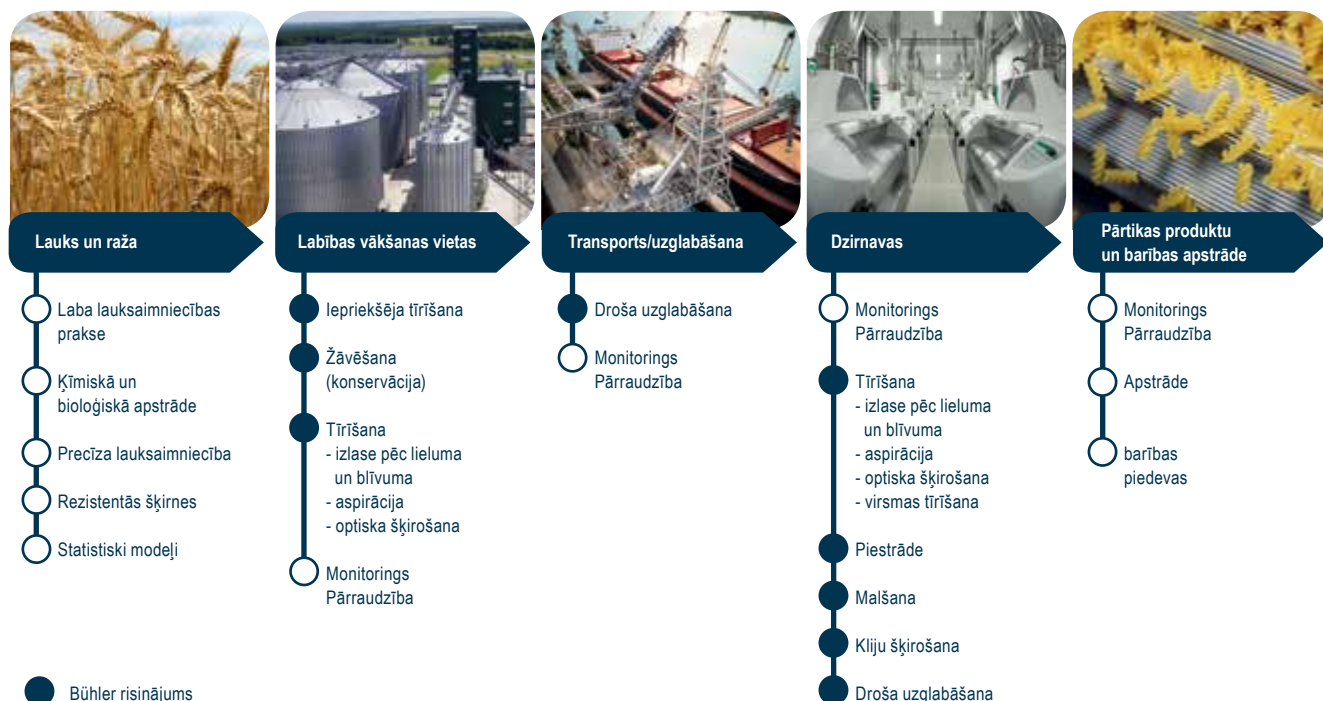 Lauks un raža
Laba lauksaimniecības
prakse
Ķīmiskā un
bioloģiskā apstrāde
Precīza lauksaimniecība
Rezistentās šķirnes
Statistiski modeļi
Labības vākšanas vietas
Iepriekšēja tīrīšana
Žāvēšana
(konservācija)
Tīrīšana
- izlase pēc lieluma
un blīvuma
- aspirācija
- optiska šķirošana
Monitorings
Pārraudzība
Transports/uzglabāšana
Droša uzglabāšana
Monitorings
Pārraudzība
Dzirnavas
Monitorings
Pārraudzība
Tīrīšana
- izlase pēc lieluma
un blīvuma
- aspirācija
- optiska šķirošana
- virsmas tīrīšana
Piestrāde
Malšana
Kliju šķirošana
Droša uzglabāšana
Pārtikas produktu
un barības apstrāde
Monitorings
Pārraudzība
Apstrāde
barības
piedevas
Bühler risinājums